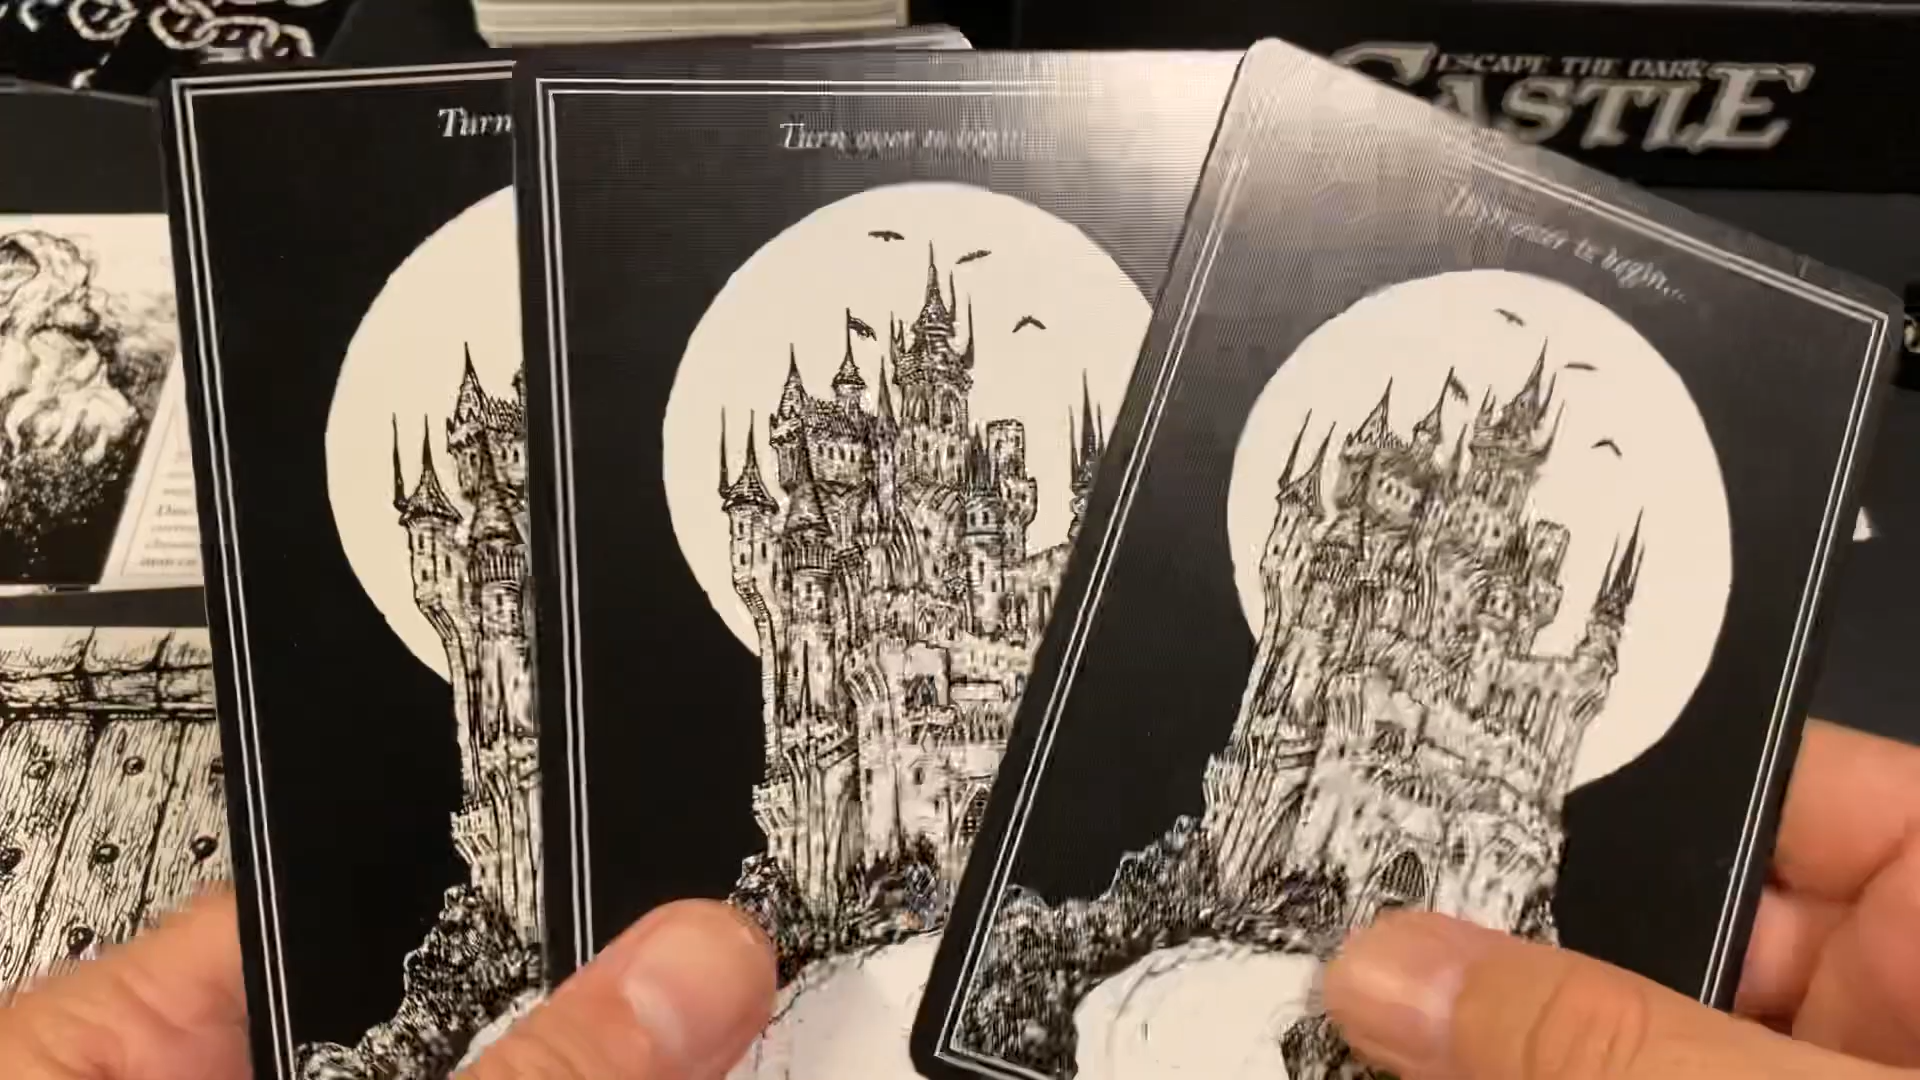 ESCAPE THE DARK
CASTLE
Turn
Turn over to begin
Turn over to begin...